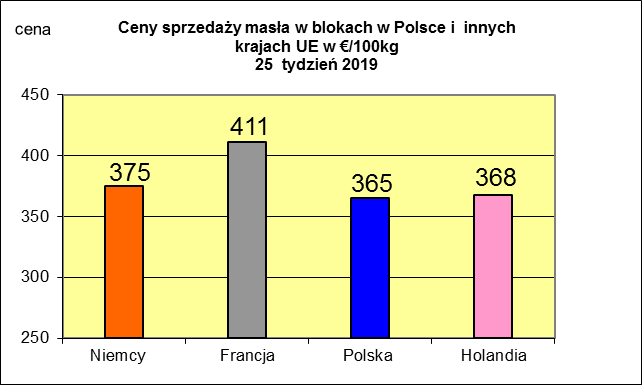 cena
Ceny sprzedaży masła w blokach w Polsce i  innych
krajach UE w €/100kg
25  tydzień 2019
450
400
350
300
250
375
411
365
368
Niemcy
Francja
Polska
Holandia